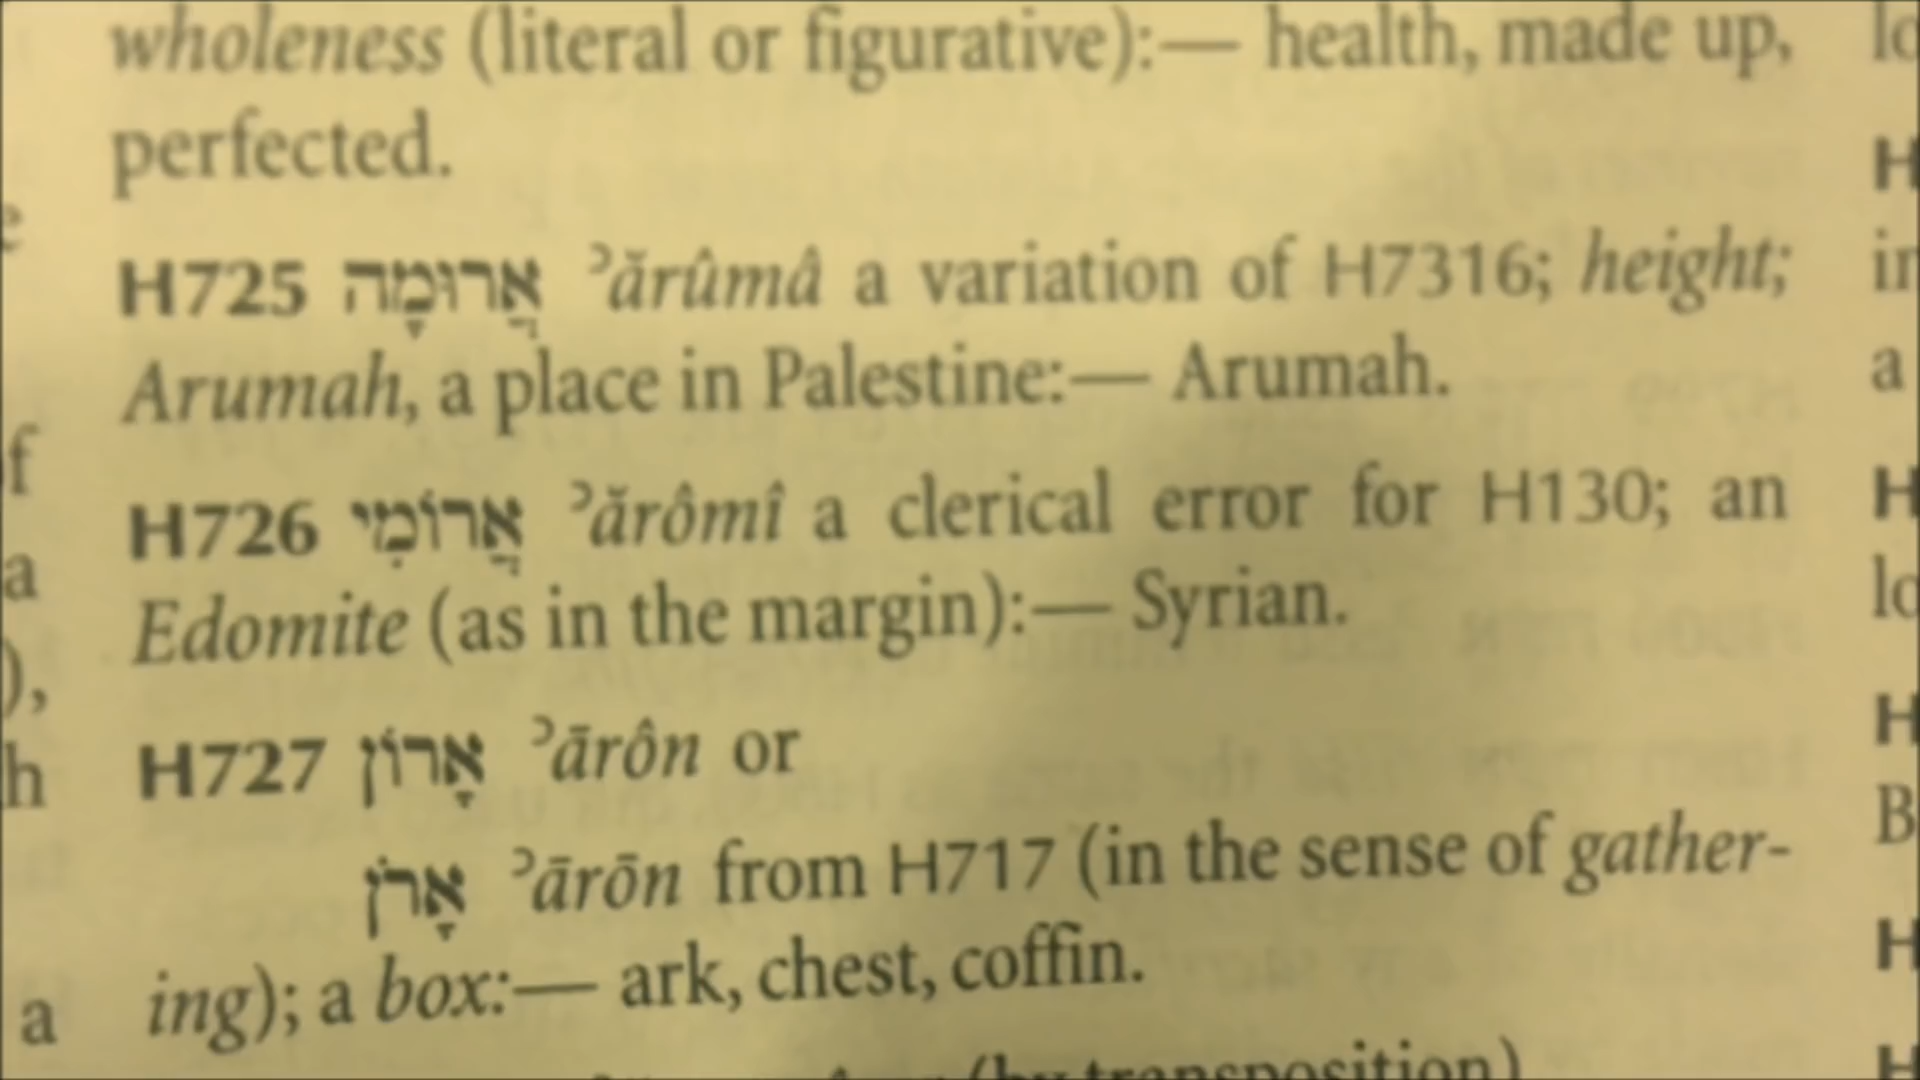 wholeness (literal or figurative):— health, made up,
perfected.
H725 אֲרוּמָה ʾărûmâ a variation of H7316; height;
Arumah, a place in Palestine:— Arumah.
H726 אֲרוֹמִי ʾărômî a clerical error for H130; an
Edomite (as in the margin):— Syrian.
H727 אָרוֹן ʾārôn or
אָרֹן ʾārōn from H717 (in the sense of gather-
ing); a box:— ark, chest, coffin.
(by transposition)